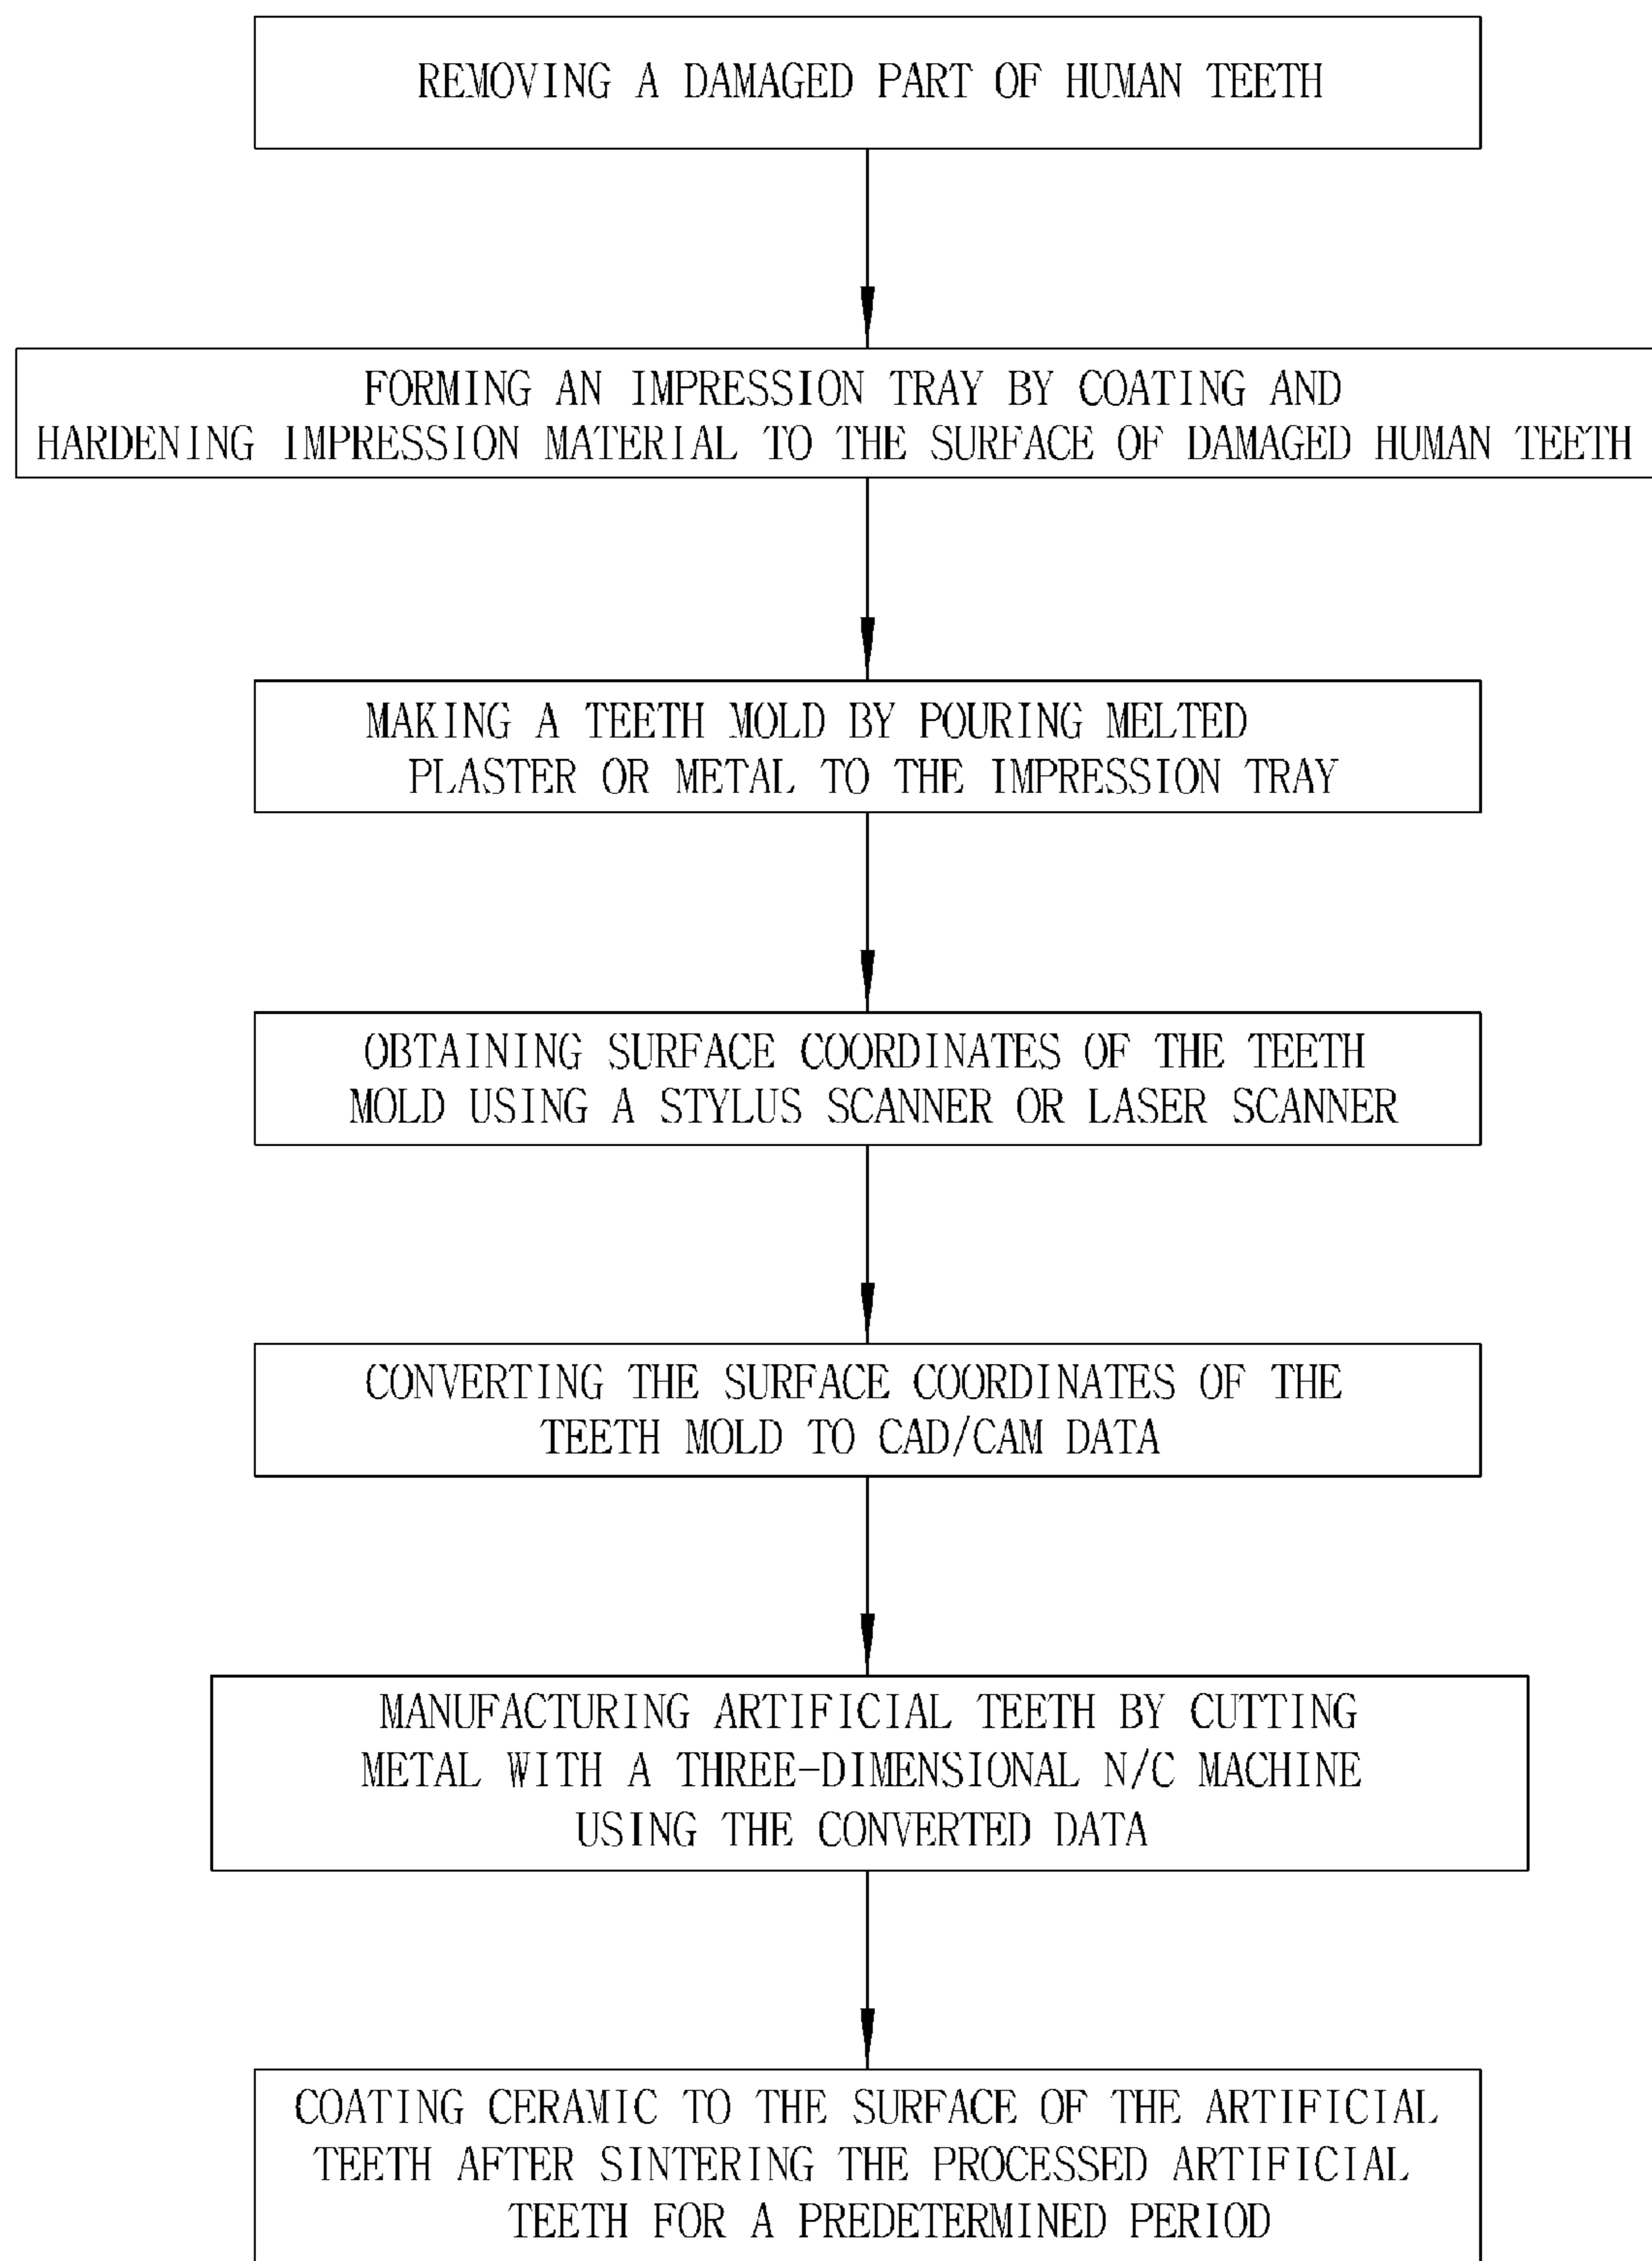 REMOVING A DAMAGED PART OF HUMAN TEETH
FORMING AN IMPRESSION TRAY BY COATING AND
HARDENING IMPRESSION MATERIAL TO THE SURFACE OF DAMAGED HUMAN TEETH
MAKING A TEETH MOLD BY POURING MELTED
PLASTER OR METAL TO THE IMPRESSION TRAY
OBTAINING SURFACE COORDINATES OF THE TEETH
MOLD USING A STYLUS SCANNER OR LASER SCANNER
CONVERTING THE SURFACE COORDINATES OF THE
TEETH MOLD TO CAD/CAM DATA
MANUFACTURING ARTIFICIAL TEETH BY CUTTING
METAL WITH A THREE-DIMENSIONAL N/C MACHINE
USING THE CONVERTED DATA
COATING CERAMIC TO THE SURFACE OF THE ARTIFICIAL
TEETH AFTER SINTERING THE PROCESSED ARTIFICIAL
TEETH FOR A PREDETERMINED PERIOD